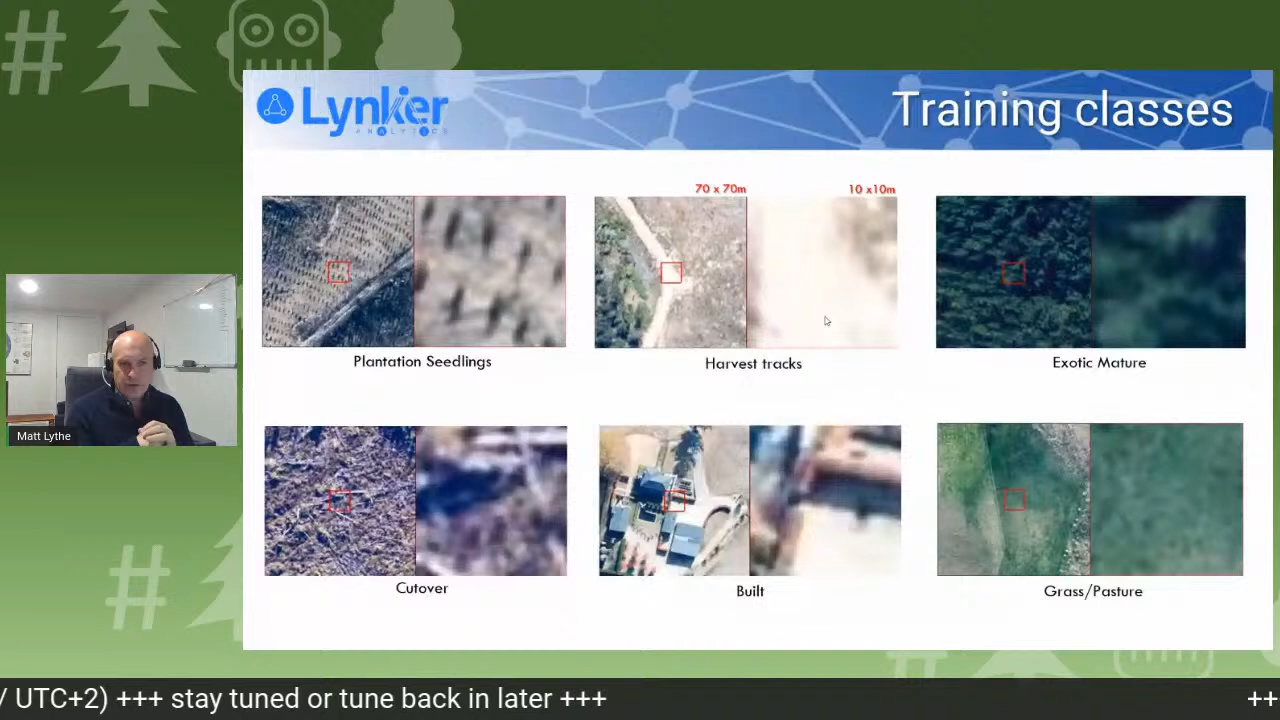 #
Lynker
ANALYTICS
Training classes
70 x 70m
10 x10m
Plantation Seedlings
Harvest tracks
Exotic Mature
Matt Lythe
Cutover
Built
Grass/Pasture
#
#
/ UTC+2) +++ stay tuned or tune back in later +++
++